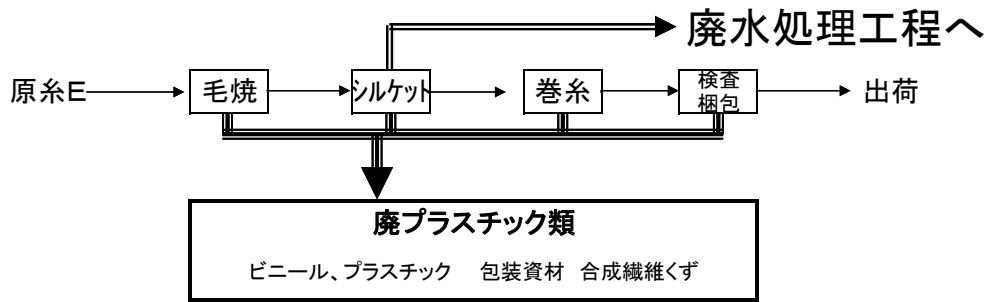 廃水処理工程へ
原糸E
毛焼
シルケット
巻糸
検査
梱包
出荷
廃プラスチック類
ビニール、プラスチック　包装資材　合成繊維くず